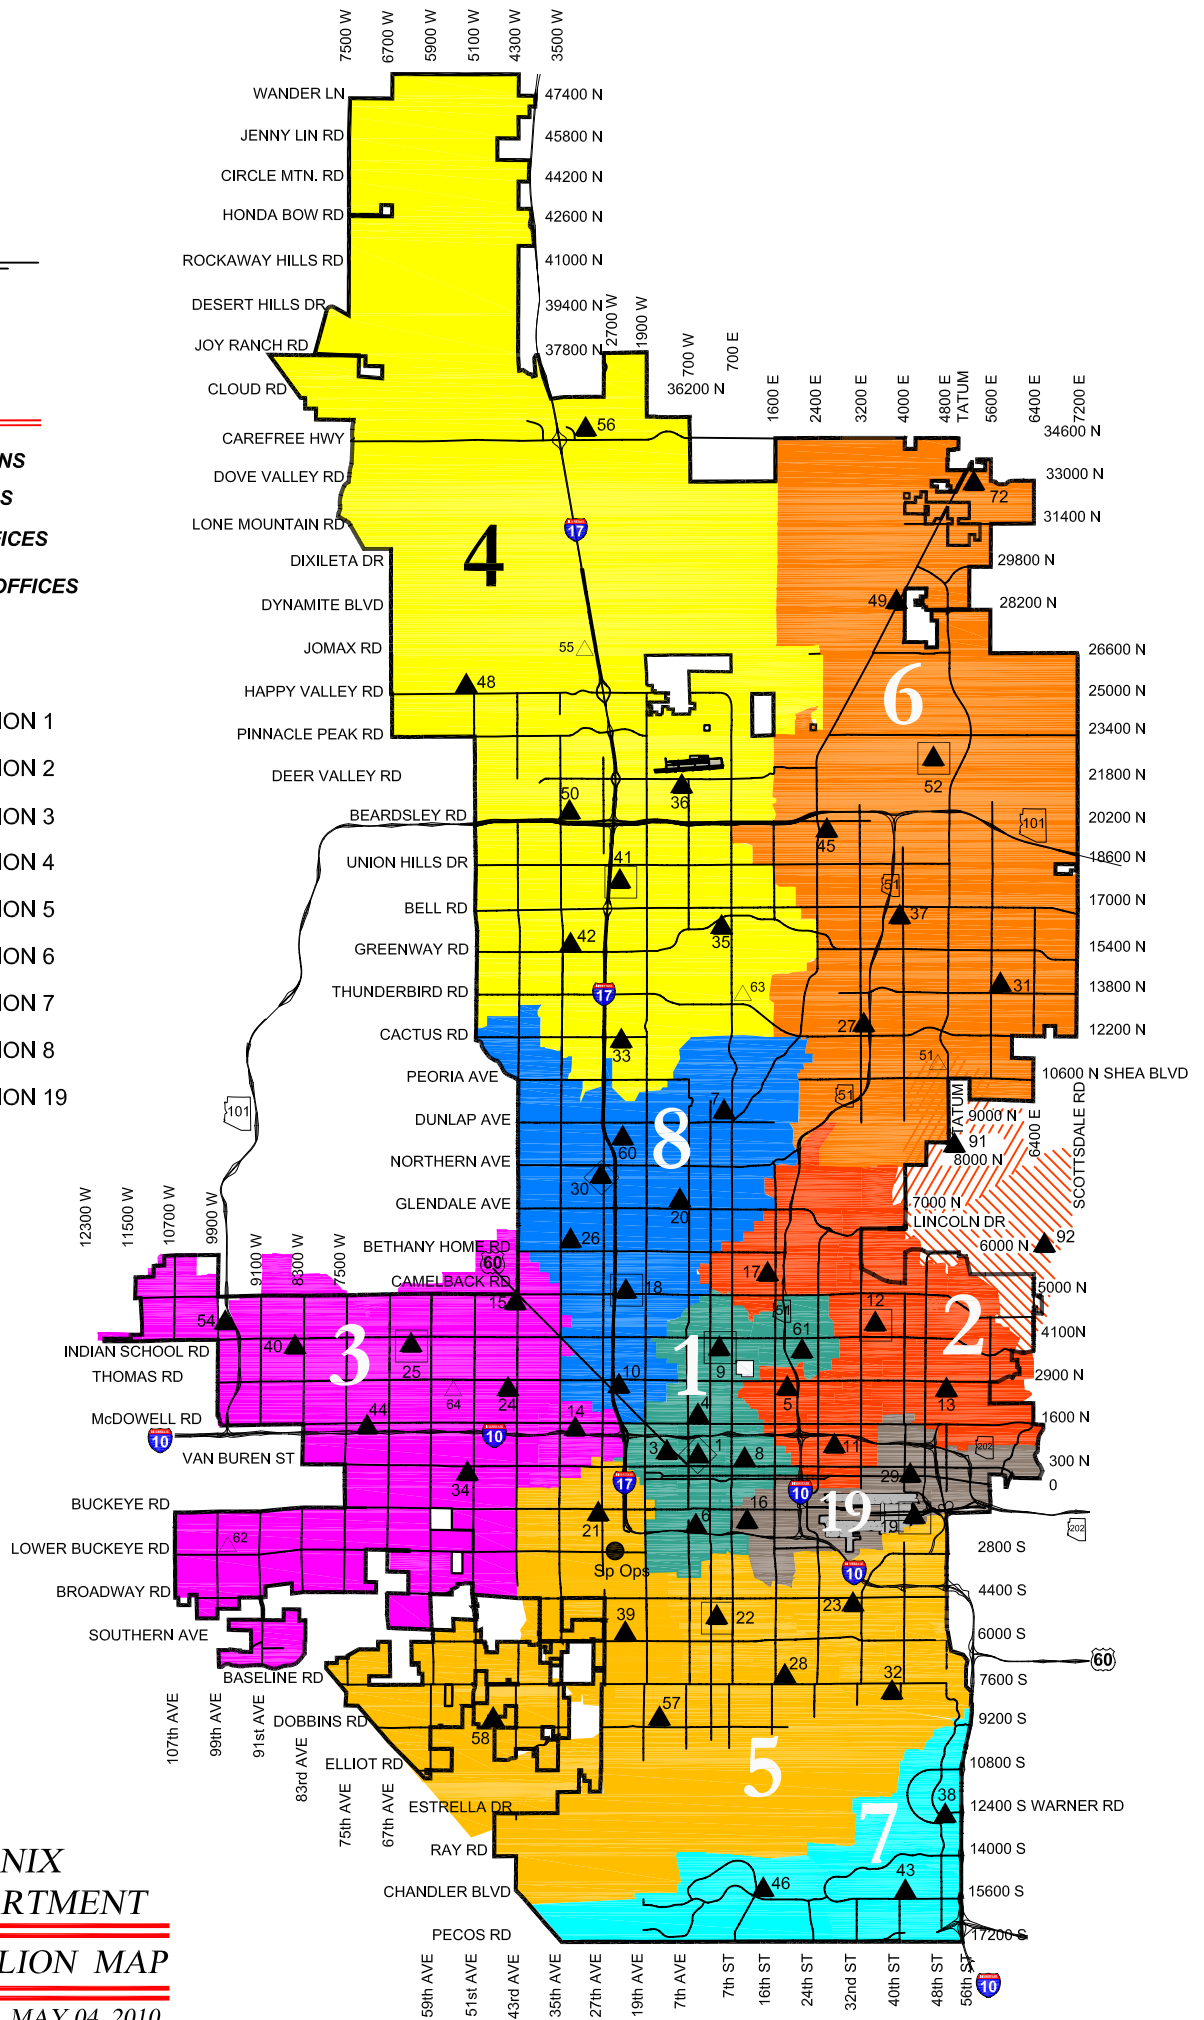 7500 W
6700 W
5900 W
5100 W
4300 W
3500 W
WANDER LN
47400 N
JENNY LIN RD
45800 N
CIRCLE MTN. RD
44200 N
HONDA BOW RD
42600 N
ROCKAWAY HILLS RD
41000 N
DESERT HILLS DR
39400 N
2700 W
1900 W
JOY RANCH RD
37800 N
700 W
700 E
CLOUD RD
36200 N
1600 E
2400 E
3200 E
4000 E
4800 E
TATUM
5600 E
6400 E
7200 E
CAREFREE HWY
56
34600 N
NS
DOVE VALLEY RD
72
33000 N
S
LONE MOUNTAIN RD
17
31400 N
FICES
4
DIXILETA DR
29800 N
OFFICES
DYNAMITE BLVD
49
28200 N
JOMAX RD
55
26600 N
HAPPY VALLEY RD
48
6
25000 N
ION 1
PINNACLE PEAK RD
23400 N
ION 2
DEER VALLEY RD
52
21800 N
50
36
ION 3
BEARDSLEY RD
45
101
20200 N
ION 4
UNION HILLS DR
41
18600 N
51
ION 5
BELL RD
37
17000 N
42
35
ION 6
GREENWAY RD
15400 N
ION 7
THUNDERBIRD RD
17
63
31
13800 N
CACTUS RD
33
27
12200 N
ION 8
51
PEORIA AVE
10600 N SHEA BLVD
ION 19
51
101
DUNLAP AVE
7
TATUM
9000 N
6400 E
SCOTTSDALE RD
60
8
91
NORTHERN AVE
8000 N
30
GLENDALE AVE
20
7000 N
LINCOLN DR
12300 W
11500 W
10700 W
9900 W
9100 W
8300 W
7500 W
BETHANY HOME RD
26
6000 N
92
60
CAMELBACK RD
17
18
5000 N
15
51
12
54
61
2
4100N
INDIAN SCHOOL RD
40
3
25
9
THOMAS RD
24
10
1
2900 N
64
5
13
McDOWELL RD
44
14
4
1600 N
10
10
11
202
VAN BUREN ST
3
1
8
300 N
34
17
29
0
BUCKEYE RD
10
21
6
16
19
19
202
LOWER BUCKEYE RD
62
2800 S
Sp Ops
10
BROADWAY RD
4400 S
39
22
23
SOUTHERN AVE
6000 S
60
BASELINE RD
28
32
7600 S
107th AVE
99th AVE
91st AVE
83rd AVE
75th AVE
67th AVE
DOBBINS RD
58
57
9200 S
ELLIOT RD
5
10800 S
38
ESTRELLA DR
7
12400 S WARNER RD
NIX
RAY RD
14000 S
RTMENT
CHANDLER BLVD
46
43
15600 S
PECOS RD
17200 S
LION MAP
59th AVE
51st AVE
43rd AVE
35th AVE
27th AVE
19th AVE
7th AVE
7th ST
16th ST
24th ST
32nd ST
40th ST
48th ST
56th ST
10
MAY 04, 2010